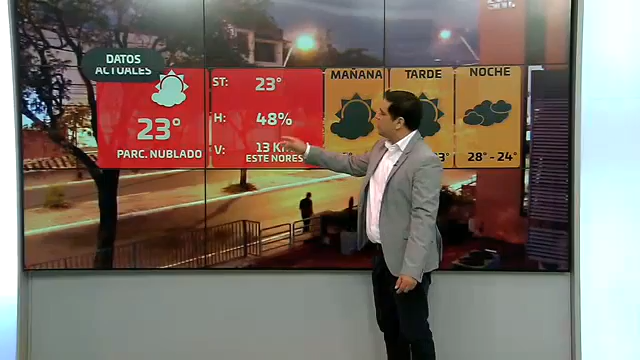 DATOS
ACTUALES
23°
PARC. NUBLADO
ST: 23°
H: 48%
V: 13
ESTE
MAÑANA
TARDE
NOCHE
28° - 24°